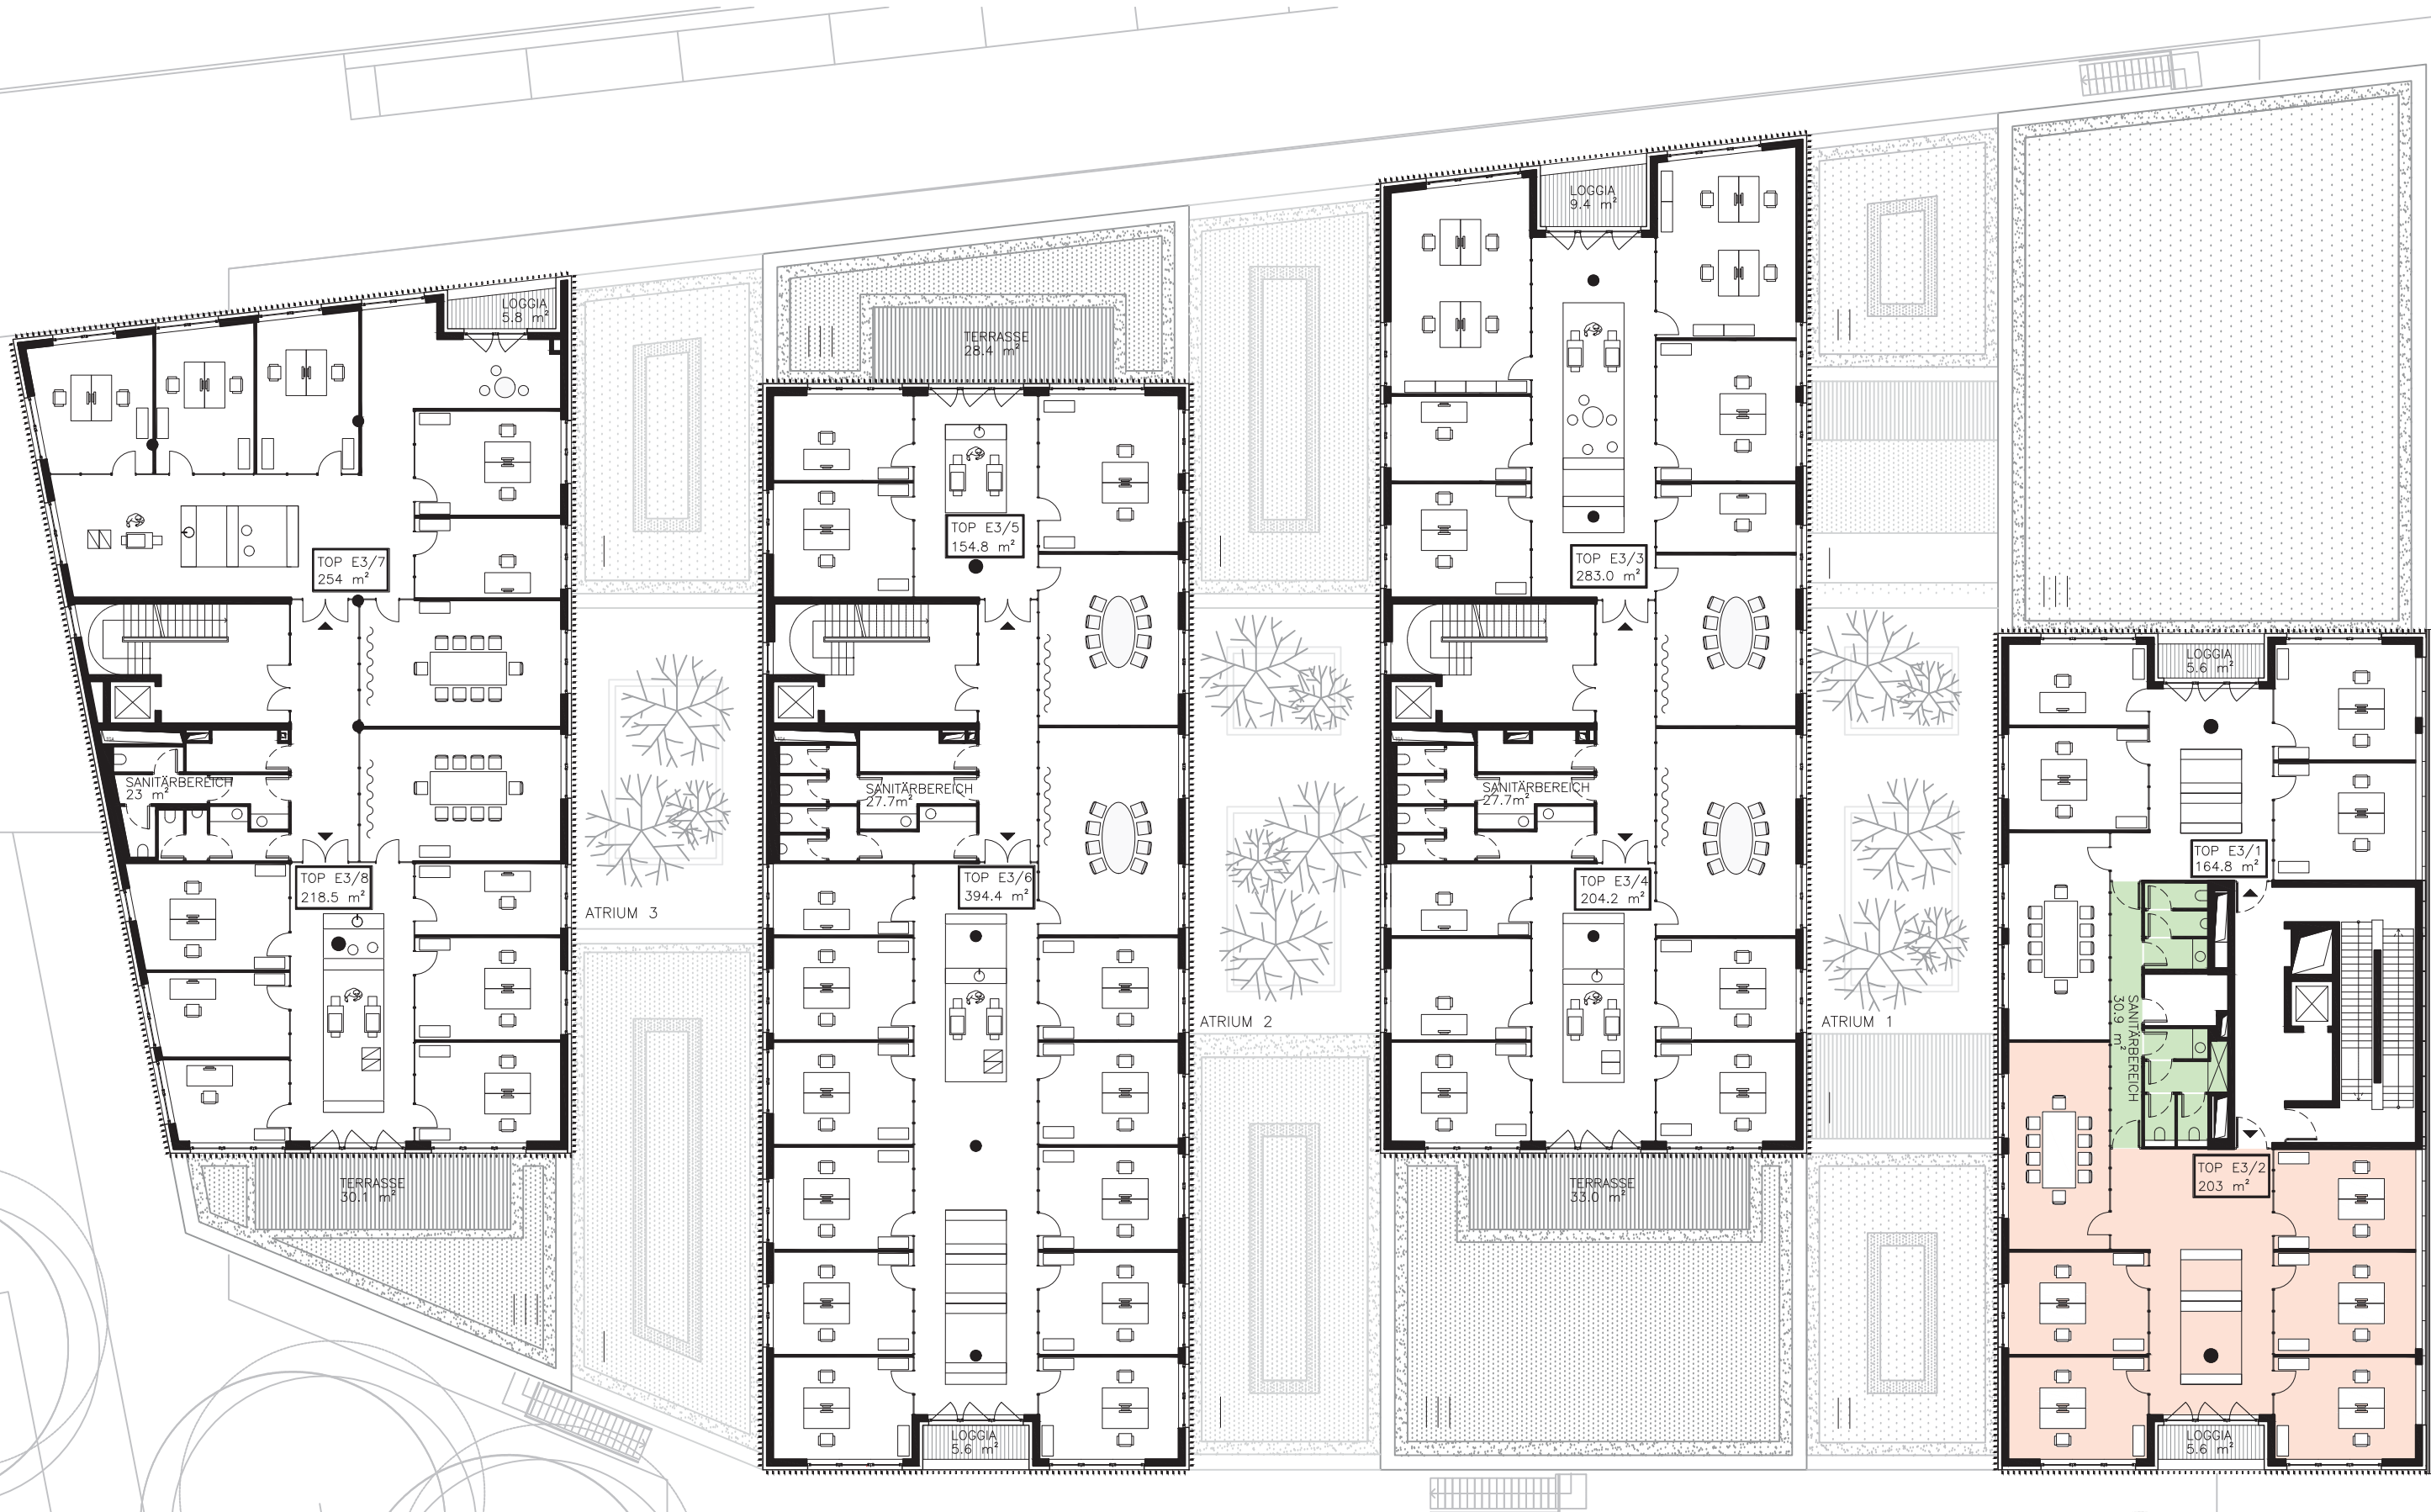 LOGGIA
9.4 m²
LOGGIA
5.8 m²
TERRASSE
28.4 m²
TOP E3/5
154.8 m²
TOP E3/7
254 m²
TOP E3/3
283.0 m²
LOGGIA
5.6 m²
SANITÄRBEREICH
23 m²
SANITÄRBEREICH
27.7m²
SANITÄRBEREICH
27.7m²
TOP E3/1
164.8 m²
TOP E3/8
218.5 m²
TOP E3/6
394.4 m²
TOP E3/4
204.2 m²
ATRIUM 3
ATRIUM 2
ATRIUM 1
SANITÄRBEREICH
30.9 m²
TERRASSE
30.1 m²
TERRASSE
33.0 m²
TOP E3/2
203 m²
LOGGIA
5.6 m²
LOGGIA
5.6 m²